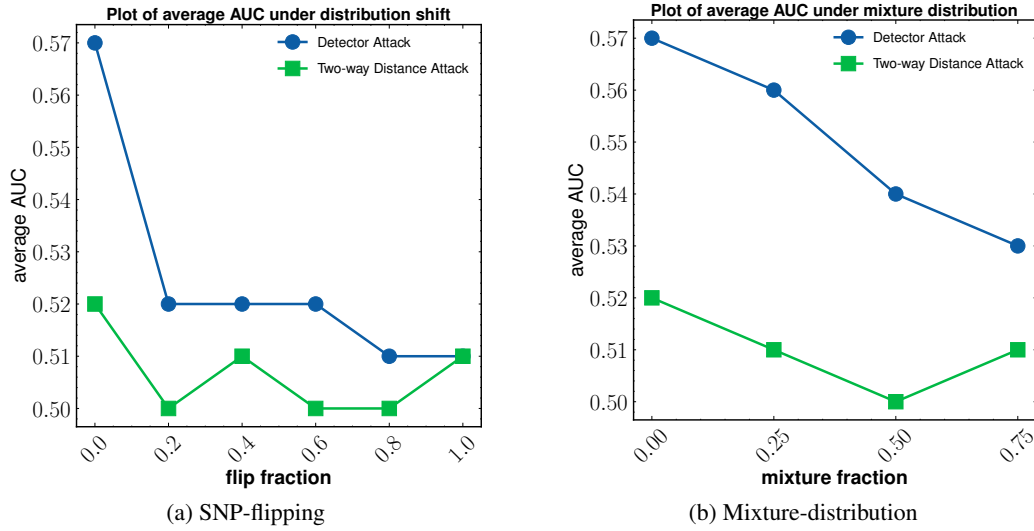 Plot of average AUC under distribution shift
Detector Attack
Two-way Distance Attack
average AUC
0.57
0.56
0.55
0.54
0.53
0.52
0.51
0.50
0.0 0.2 0.4 0.6 0.8 1.0
flip fraction
(a) SNP-flipping
Plot of average AUC under mixture distribution
Detector Attack
Two-way Distance Attack
average AUC
0.57
0.56
0.55
0.54
0.53
0.52
0.51
0.50
0.00 0.25 0.50 0.75
mixture fraction
(b) Mixture-distribution